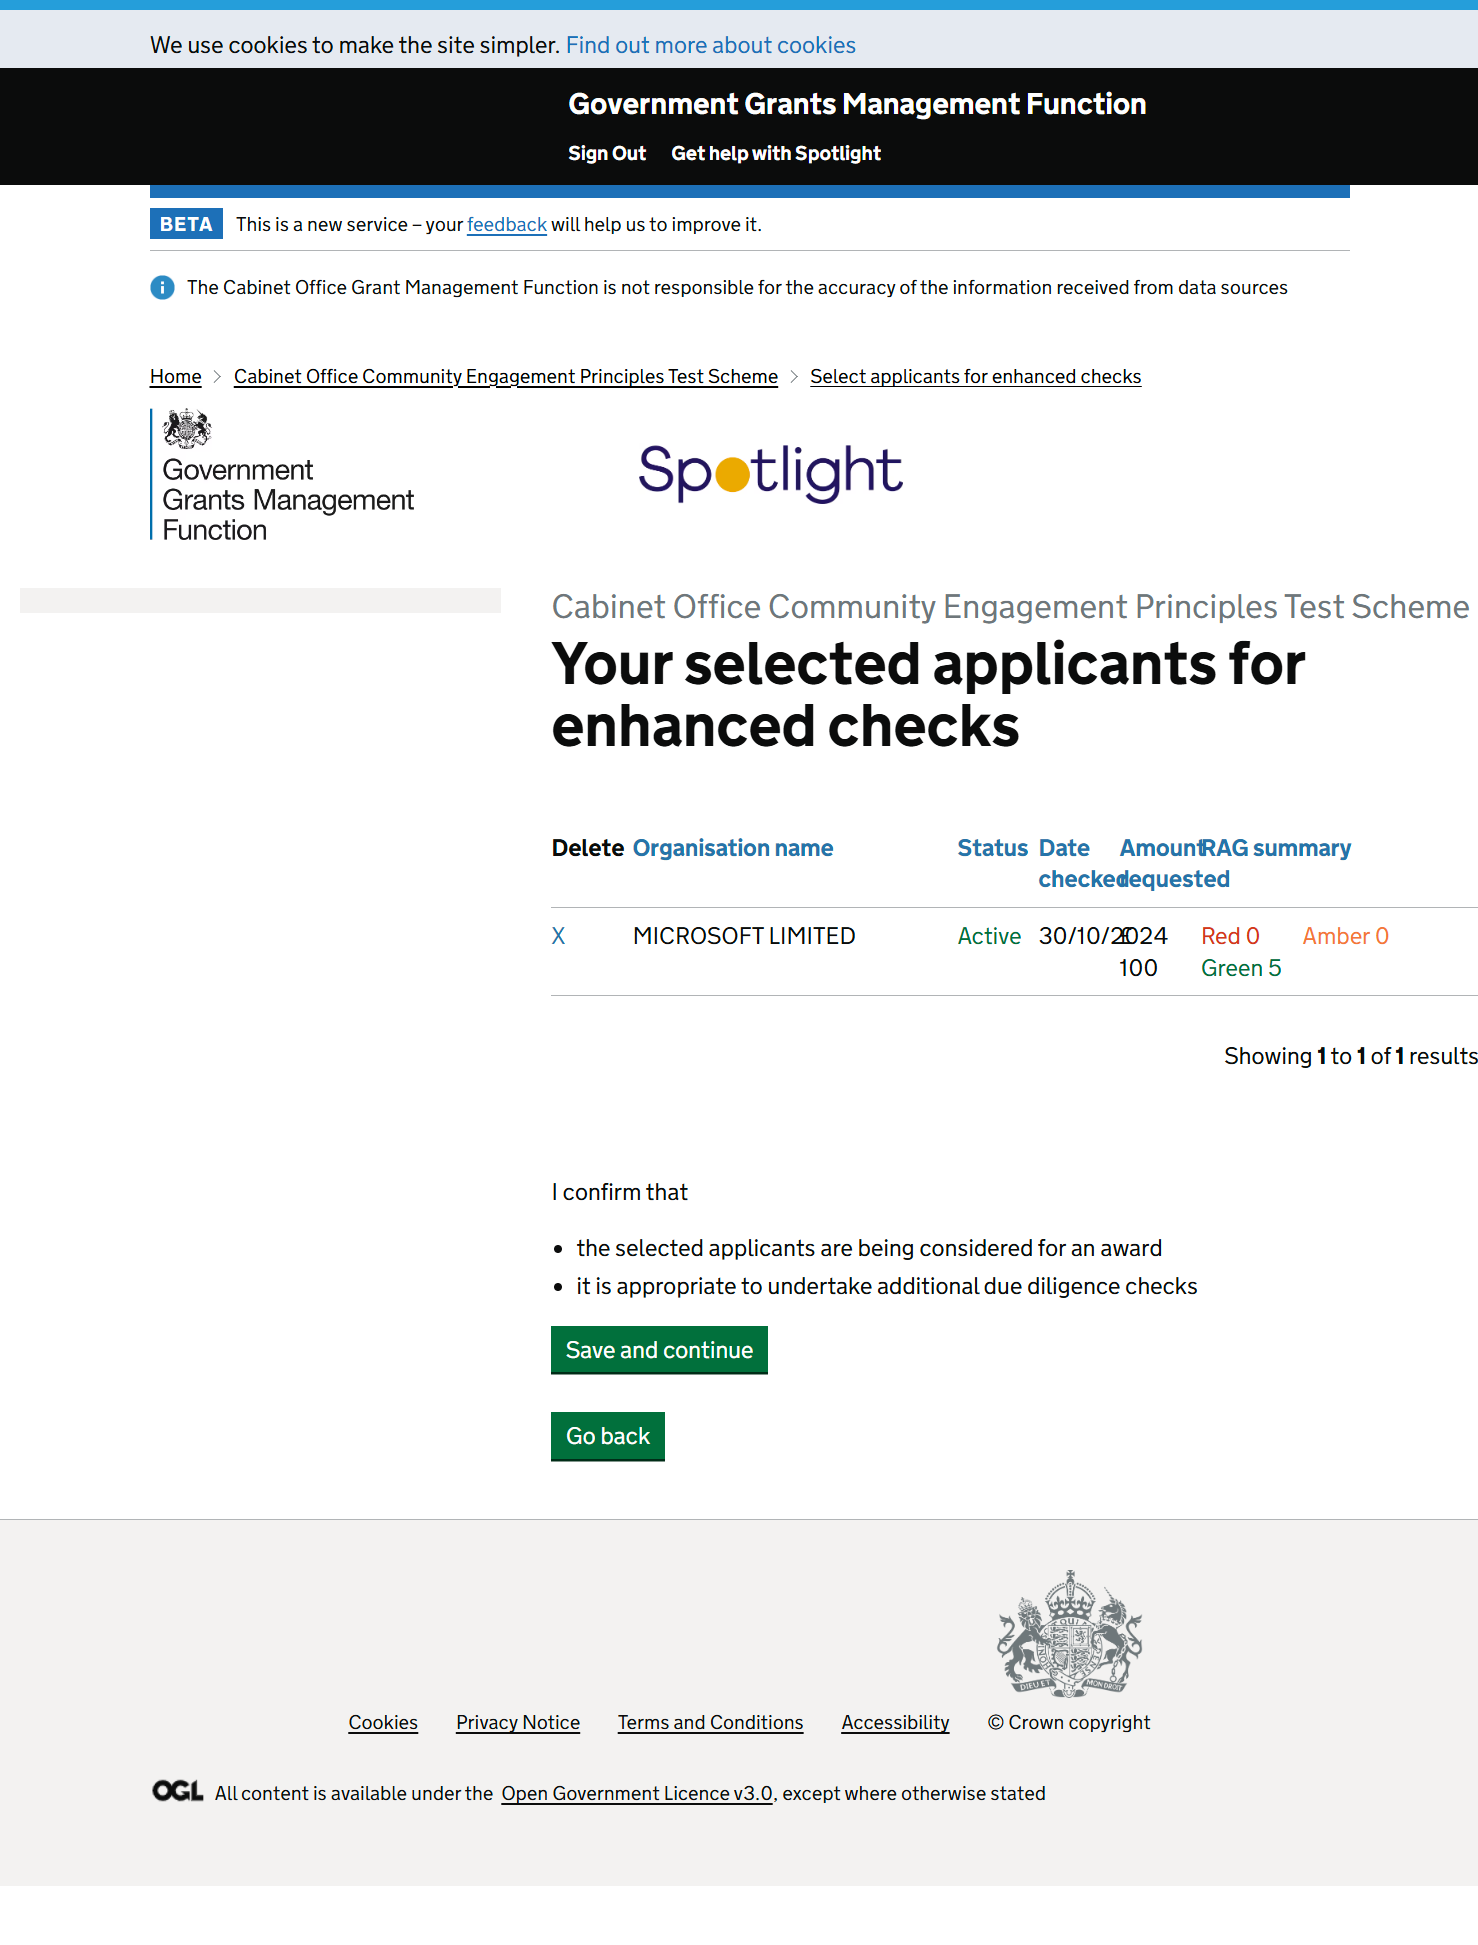 We use cookies to make the site simpler. Find out more about cookies
Government Grants Management Function
Sign Out Get help with Spotlight
BETA This is a new service – your feedback will help us to improve it.
The Cabinet Office Grant Management Function is not responsible for the accuracy of the information received from data sources
Home Cabinet Office Community Engagement Principles Test Scheme Select applicants for enhanced checks
Government
Grants Management
Function
Spotlight
Cabinet Office Community Engagement Principles Test Scheme
Your selected applicants for
enhanced checks
Delete Organisation name Status Date Amount RAG summary
checked requested
X MICROSOFT LIMITED Active 30/10/2024 £ Red 0 Amber 0
100 Green 5
Showing 1 to 1 of 1 results
I confirm that
• the selected applicants are being considered for an award
• it is appropriate to undertake additional due diligence checks
Save and continue
Go back
DIEU ET MON DROIT
Cookies Privacy Notice Terms and Conditions Accessibility © Crown copyright
OGL All content is available under the Open Government Licence v3.0, except where otherwise stated